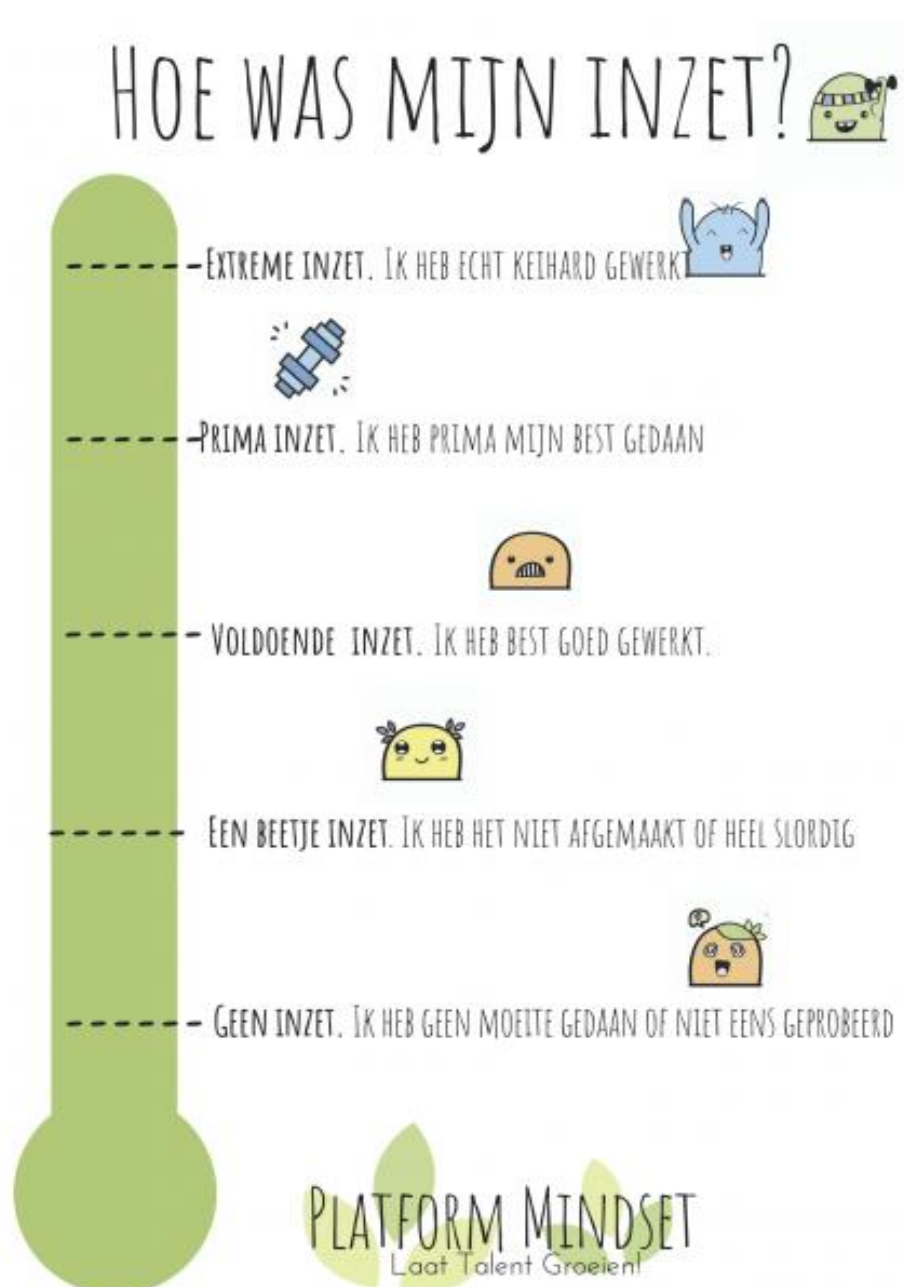 HOE WAS MIJN INZET?
EXTREME INZET. IK HEB ECHT KEIHARD GEWERKT
PRIMA INZET. IK HEB PRIMA MIJN BEST GEDAAN
VOLDOENDE INZET. IK HEB BEST GOED GEWERKT.
EEN BEETJE INZET. IK HEB HET NIET AFGEMAAKT OF HEEL SLORDIG
GEEN INZET. IK HEB GEEN MOEITE GEDAAN OF NIET EENS GEPROBEERD
PLATFORM MINDSET
Laat Talent Groeien!